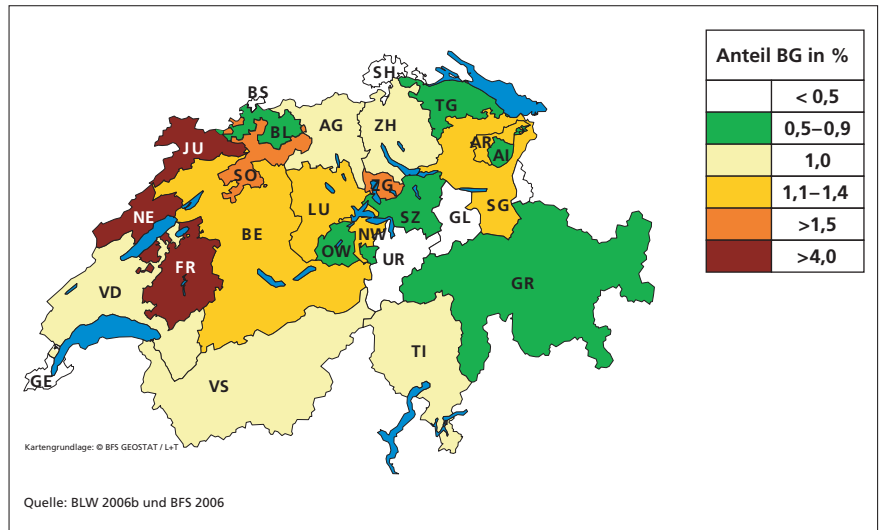 Anteil BG in %
< 0,5
0,5–0,9
1,0
1,1–1,4
>1,5
>4,0
SH
BS
TG
BL
AG
ZH
JU
AR
AI
SO
ZG
NE
LU
SZ
GL
SG
BE
NW
OW
UR
FR
GR
VD
TI
GE
VS
Kartengrundlage: © BFS GEOSTAT / L+T
Quelle: BLW 2006b und BFS 2006